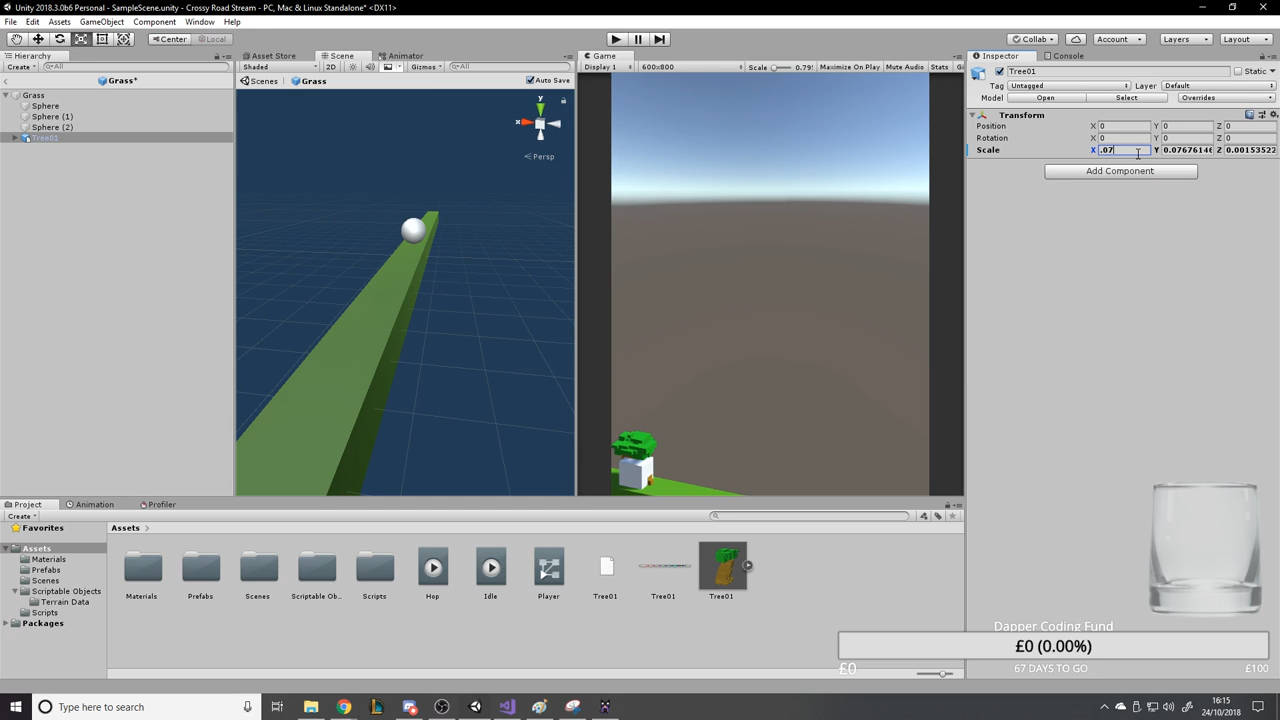 Unity 2018.3.0b6 Personal - SampleScene.unity - Crossy Road Stream - PC, Mac & Linux Standalone* <DX11>
File Edit Assets GameObject Component Window Help
Center Local
Collab Account Layers Layout
Hierarchy
Create All
Grass*
Grass
Sphere
Sphere (1)
Sphere (2)
Tree01
Asset Store Scene Animator
Shaded 2D Gizmos All
Scenes Grass Auto Save
y
x
Persp
Game
Display 1 600x800 Scale 0.79 Maximize On Play Mute Audio Stats Gi
Inspector Console
Tree01 Static
Tag Untagged Layer Default
Model Open Select Overrides
Transform
Position X 0 Y 0 Z 0
Rotation X 0 Y 0 Z 0
Scale X .07 Y 0.0767614 Z 0.00153522
Add Component
Project Animation Profiler
Create
Favorites
Assets
Materials
Prefabs
Scenes
Scriptable Objects
Terrain Data
Scripts
Packages
Assets
Materials Prefabs Scenes Scriptable Ob... Scripts Hop Idle Player Tree01 Tree01 Tree01
Dapper Coding Fund
£0 (0.00%)
£0 67 DAYS TO GO £100
Type here to search
16:15
24/10/2018